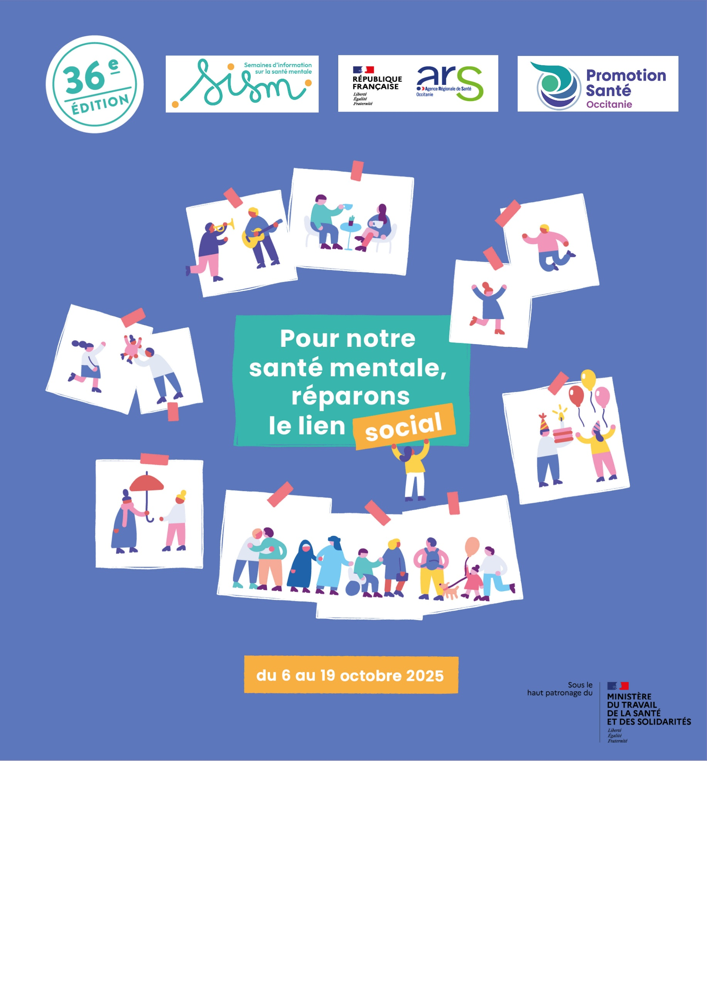 36e
ÉDITION
Semaines d'information
sur la santé mentale
sism
RÉPUBLIQUE
FRANÇAISE
Liberté
Égalité
Fraternité
ars
Agence Régionale de Santé
Occitanie
Promotion
Santé
Occitanie
Pour notre
santé mentale,
réparons
le lien social
du 6 au 19 octobre 2025
Sous le
haut patronage du
MINISTÈRE
DU TRAVAIL
DE LA SANTÉ
ET DES SOLIDARITÉS
Liberté
Égalité
Fraternité